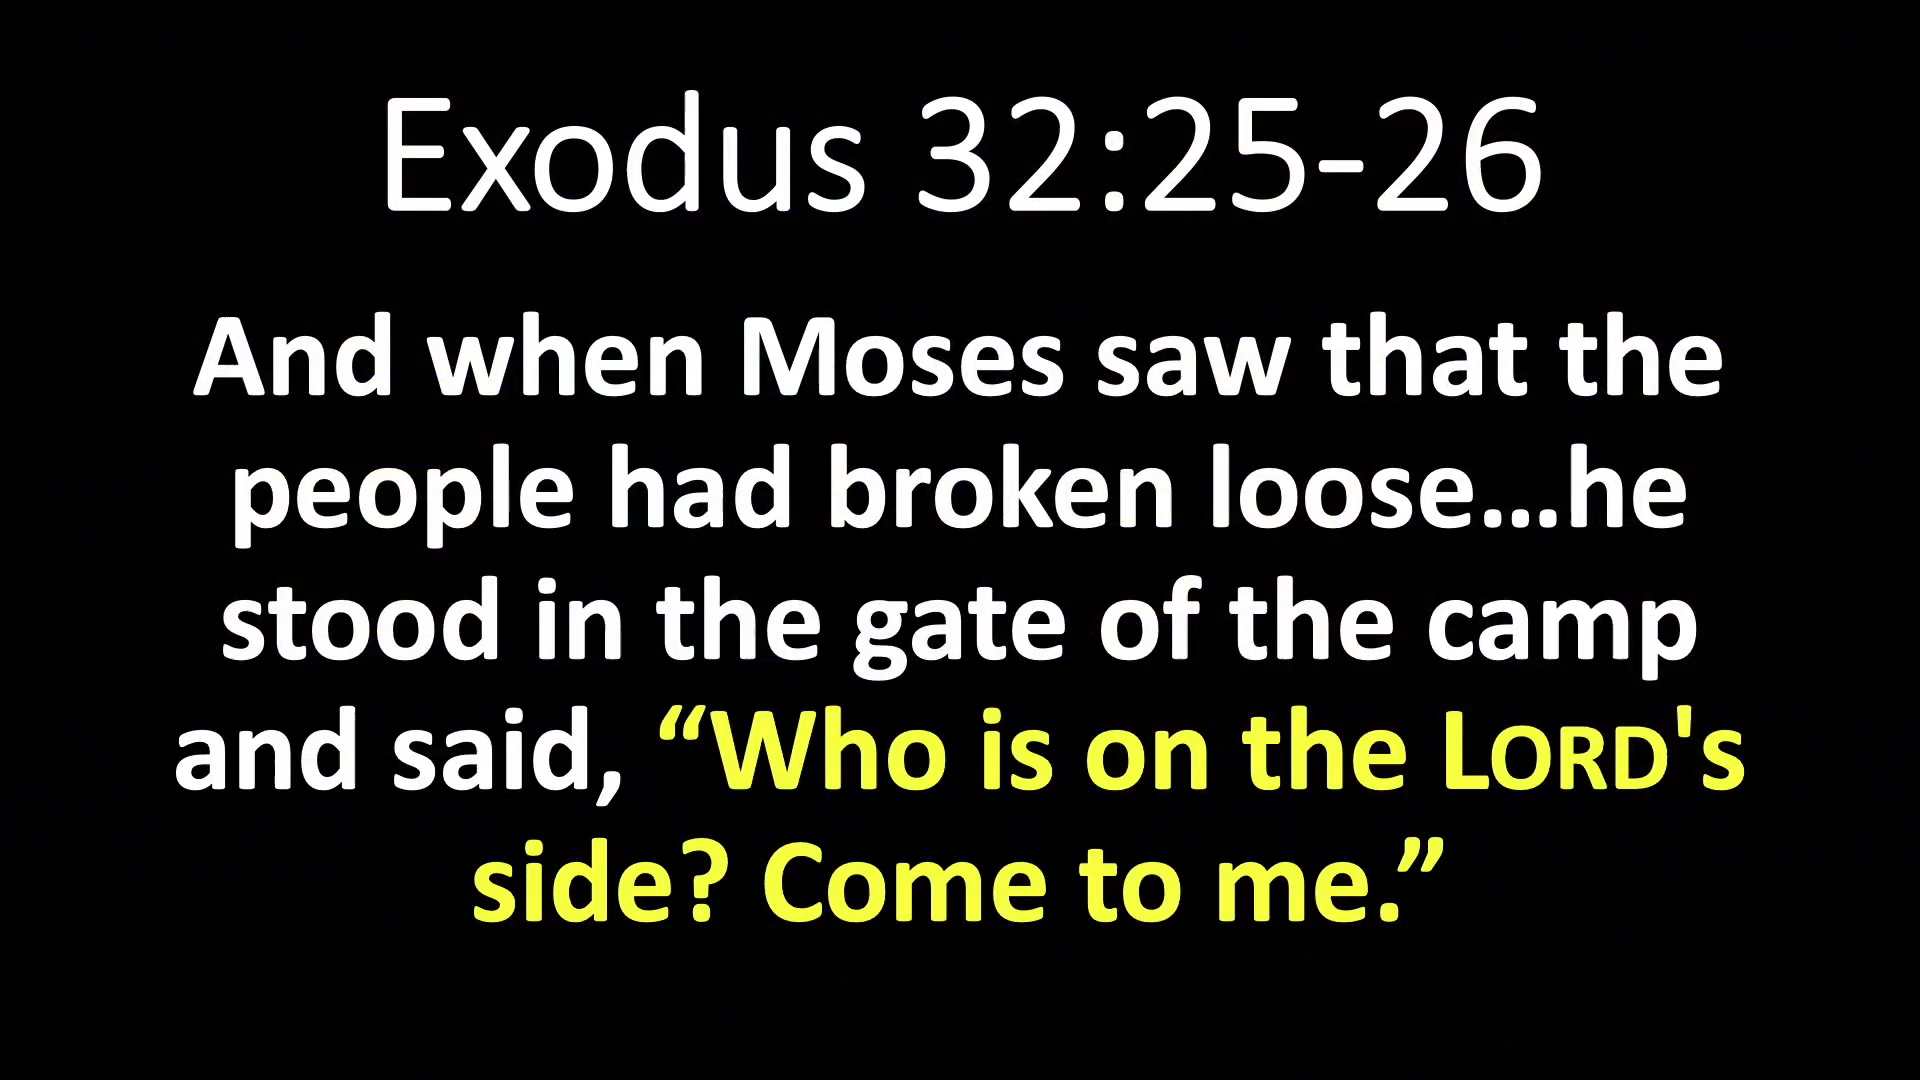 Exodus 32:25-26
And when Moses saw that the
people had broken loose…he
stood in the gate of the camp
and said, “Who is on the LORD's
side? Come to me.”